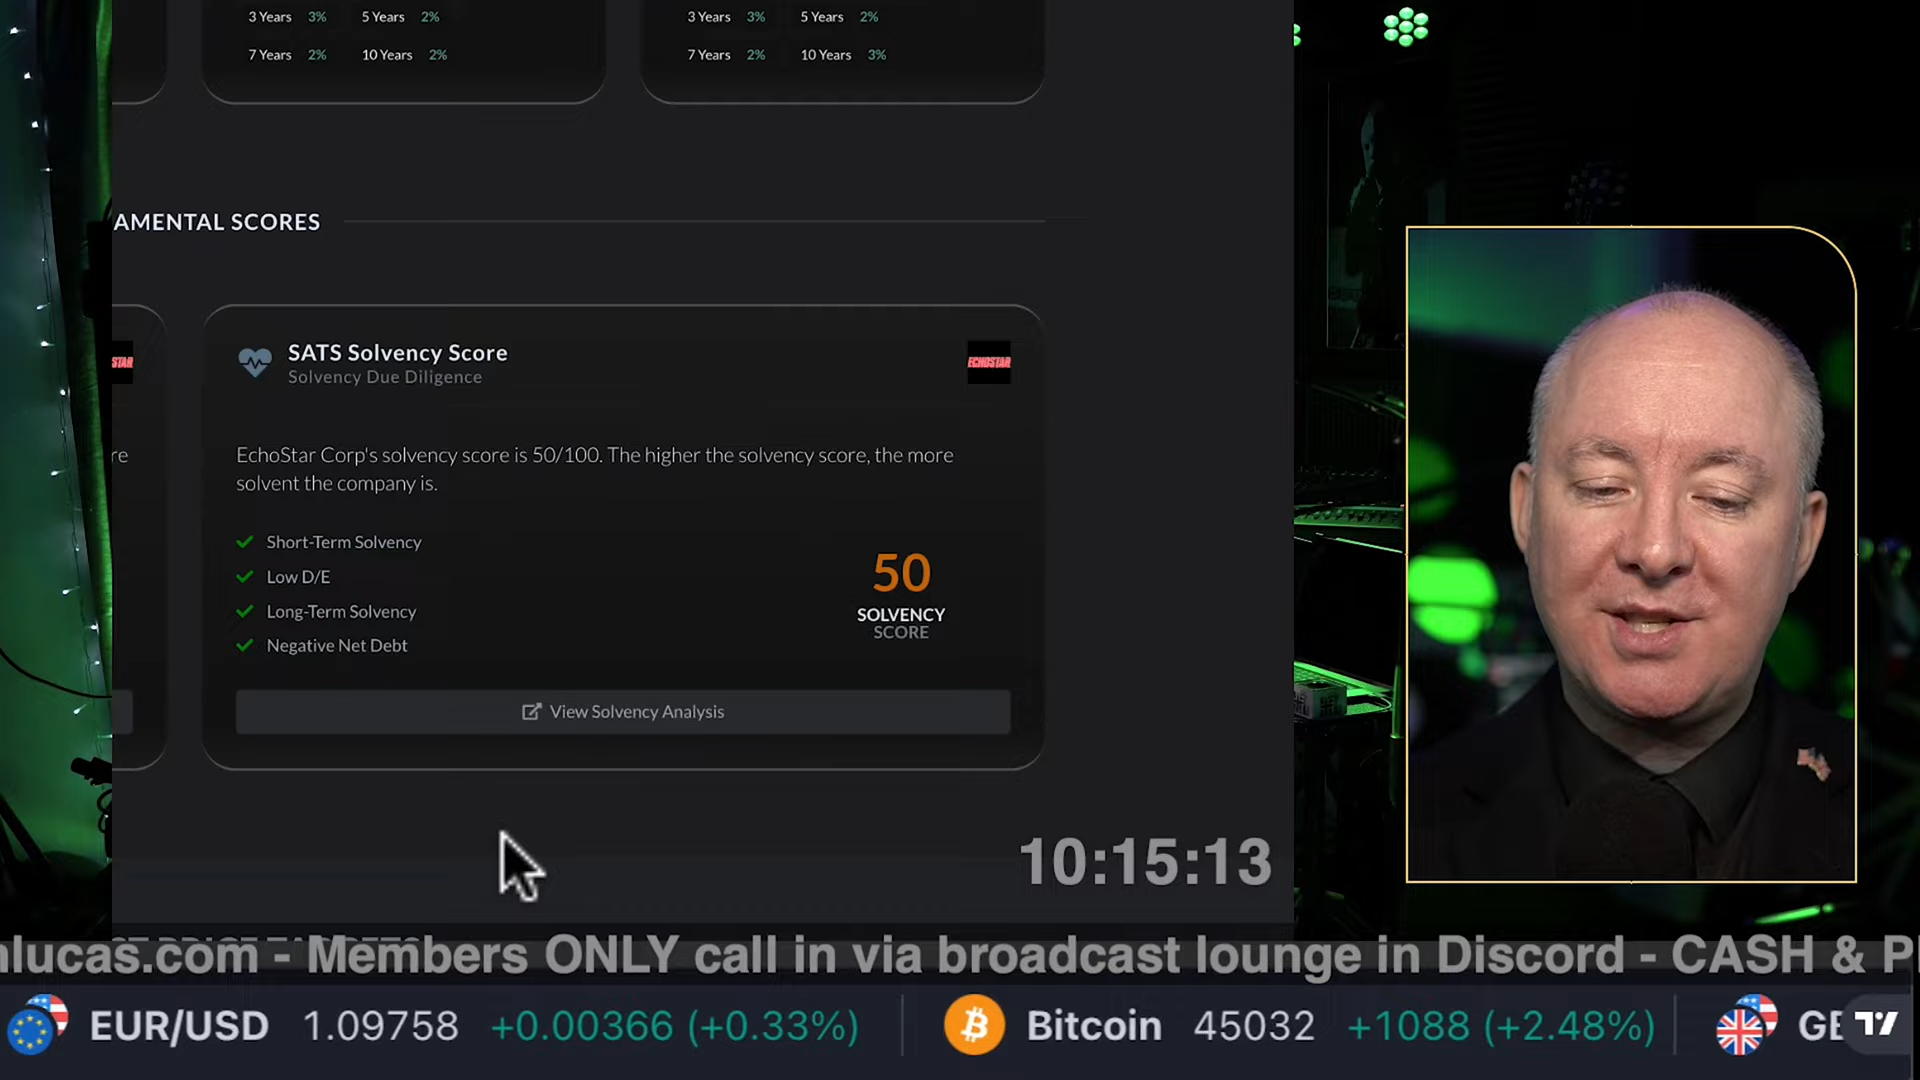 3 Years 3% 5 Years 2%
7 Years 2% 10 Years 2%
3 Years 3% 5 Years 2%
7 Years 2% 10 Years 3%
AMENTAL SCORES
STAR
re
SATS Solvency Score
Solvency Due Diligence
ECHOSTAR
EchoStar Corp's solvency score is 50/100. The higher the solvency score, the more
solvent the company is.
Short-Term Solvency
Low D/E
Long-Term Solvency
Negative Net Debt
50
SOLVENCY
SCORE
View Solvency Analysis
10:15:13
nlucas.com - Members ONLY call in via broadcast lounge in Discord - CASH & P
EUR/USD 1.09758 +0.00366 (+0.33%) Bitcoin 45032 +1088 (+2.48%) GE